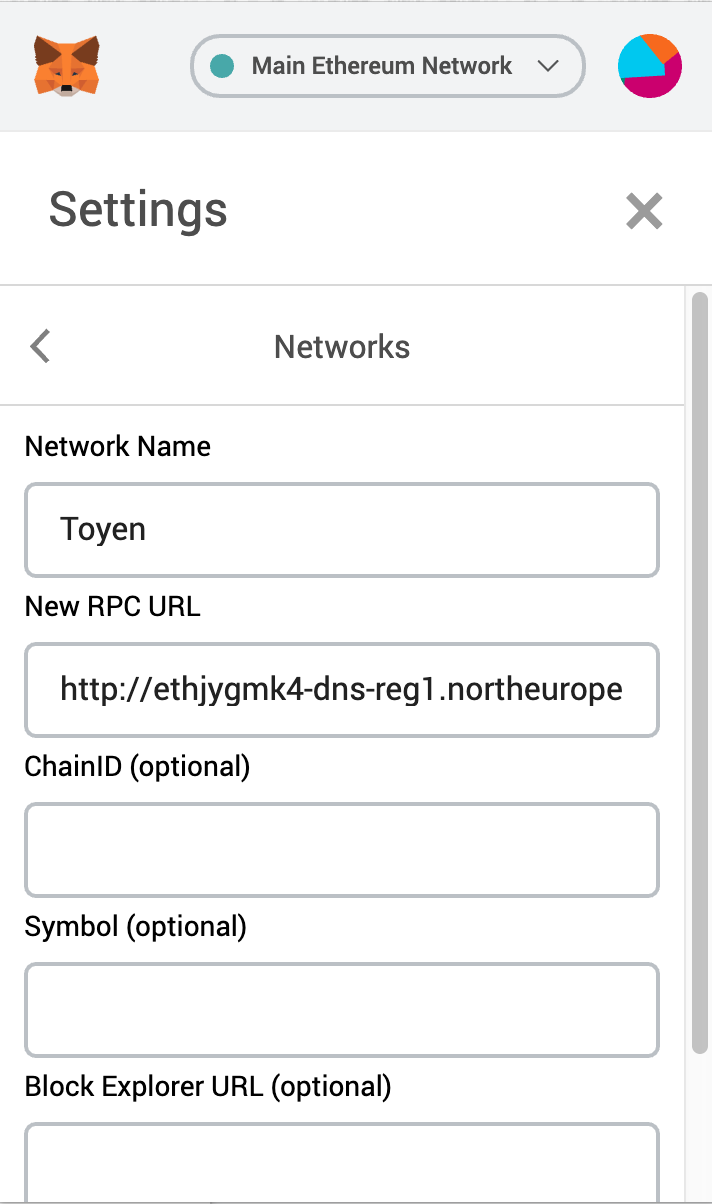 Main Ethereum Network
Settings
Networks
Network Name
Toyen
New RPC URL
http://ethjygmk4-dns-reg1.northeurope
ChainID (optional)
Symbol (optional)
Block Explorer URL (optional)